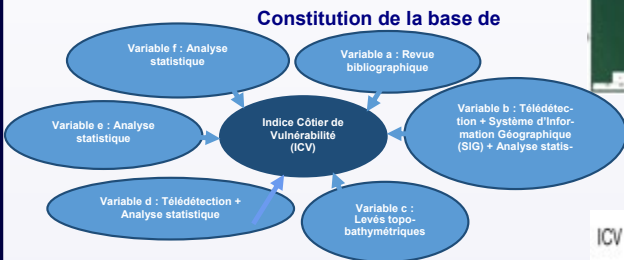 Constitution de la base de
Variable f : Analyse
statistique
Variable a : Revue
bibliographique
Variable e : Analyse
statistique
Indice Côtier de
Vulnérabilité
(ICV)
Variable b : Télédétec-
tion + Système d'Infor-
mation Géographique
(SIG) + Analyse statis-
Variable d : Télédétection +
Analyse statistique
Variable c :
Levés topo-
bathymétriques
ICV